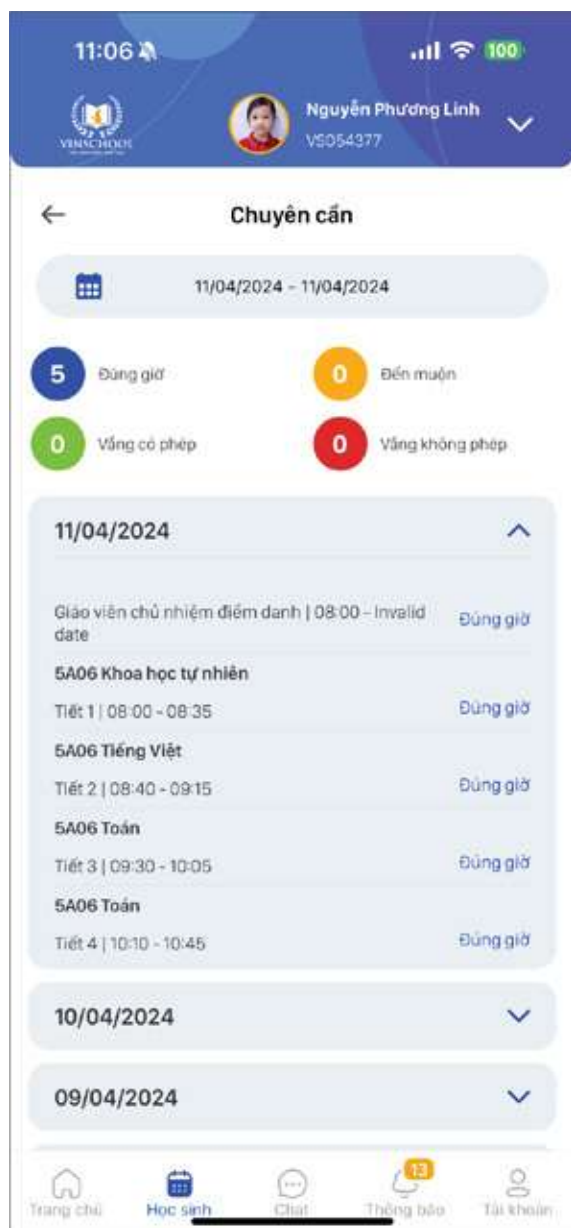 11:06
100
VINSCHOOL
Nguyễn Phương Linh
VS054377
Chuyên cần
11/04/2024 - 11/04/2024
5 Đúng giờ
0 Đến muộn
0 Vắng có phép
0 Vắng không phép
11/04/2024
Giáo viên chủ nhiệm điểm danh | 08:00 - Invalid
date
Đúng giờ
5A06 Khoa học tự nhiên
Tiết 1 | 08:00 - 08:35
Đúng giờ
5A06 Tiếng Việt
Tiết 2 | 08:40 - 09:15
Đúng giờ
5A06 Toán
Tiết 3 | 09:30 - 10:05
Đúng giờ
5A06 Toán
Tiết 4 | 10:10 - 10:45
Đúng giờ
10/04/2024
09/04/2024
13
Trang chủ
Học sinh
Chat
Thông báo
Tài khoản